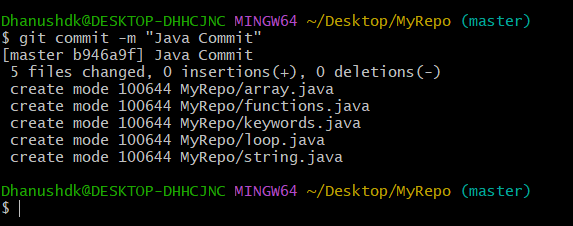 Dhanushdk@DESKTOP-DHHCJNC MINGW64 ~/Desktop/MyRepo (master)
$ git commit -m "Java Commit"
[master b946a9f] Java Commit
 5 files changed, 0 insertions(+), 0 deletions(-)
 create mode 100644 MyRepo/array.java
 create mode 100644 MyRepo/functions.java
 create mode 100644 MyRepo/keywords.java
 create mode 100644 MyRepo/loop.java
 create mode 100644 MyRepo/string.java
Dhanushdk@DESKTOP-DHHCJNC MINGW64 ~/Desktop/MyRepo (master)
$